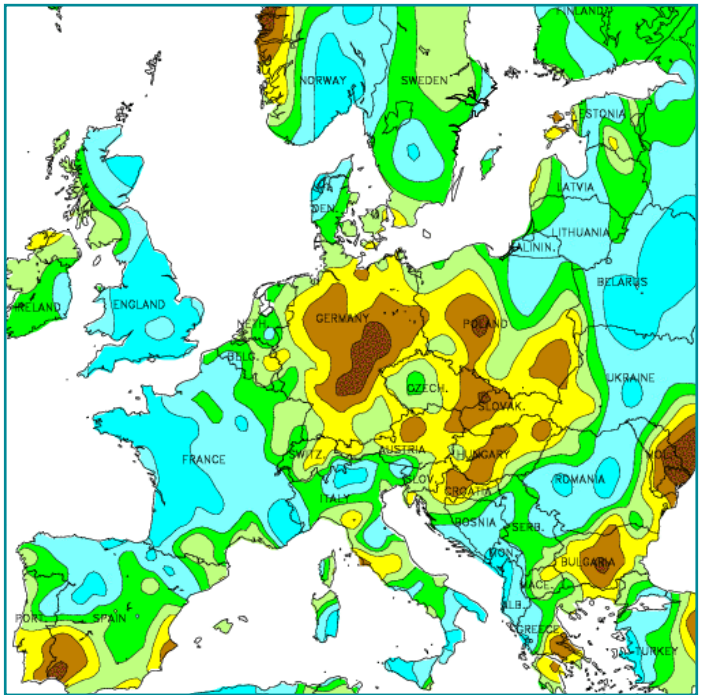 FINLAND
NORWAY
SWEDEN
ESTONIA
LATVIA
DEN.
LITHUANIA
KALININ.
BELARUS
IRELAND
ENGLAND
NETH.
GERMANY
POLAND
BELG.
CZECH.
UKRAINE
SLOVAK.
FRANCE
SWITZ.
AUSTRIA
HUNGARY
MOL.
ITALY
SLOV.
CROATIA
ROMANIA
BOSNIA
SERB.
MON.
BULGARIA
MACE.
ALB.
PORT.
SPAIN
GREECE
TURKEY